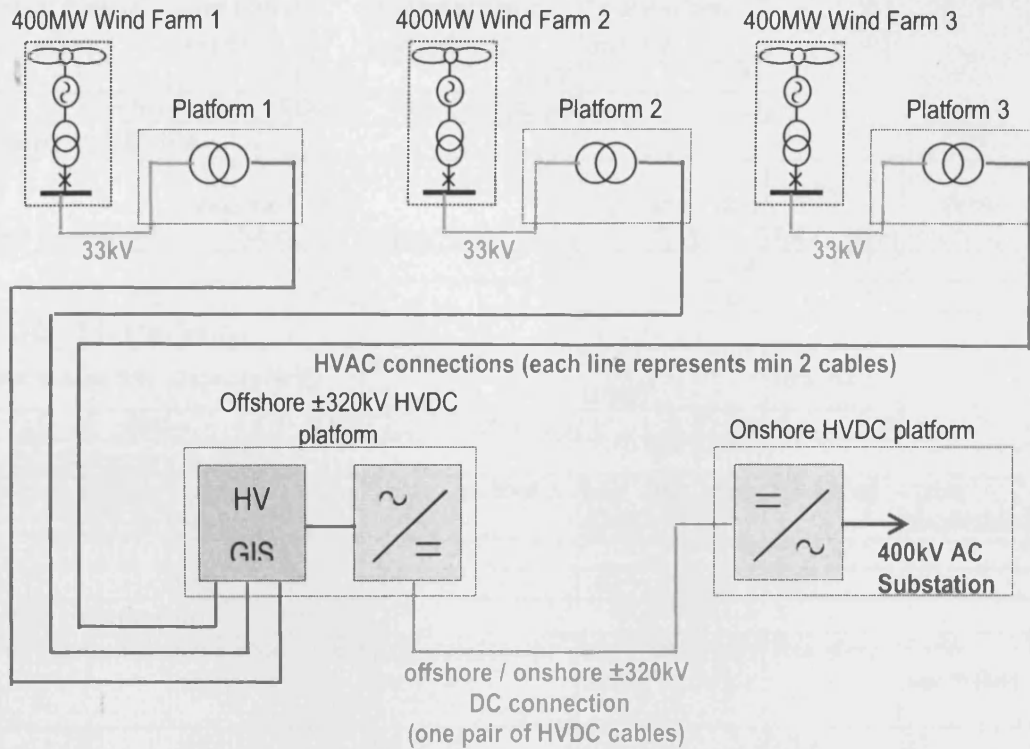 400MW Wind Farm 1
400MW Wind Farm 2
400MW Wind Farm 3
Platform 1
Platform 2
Platform 3
33kV
33kV
33kV
HVAC connections (each line represents min 2 cables)
Offshore ±320kV HVDC
platform
Onshore HVDC platform
HV
GIS
400kV AC
Substation
offshore / onshore ±320kV
DC connection
(one pair of HVDC cables)